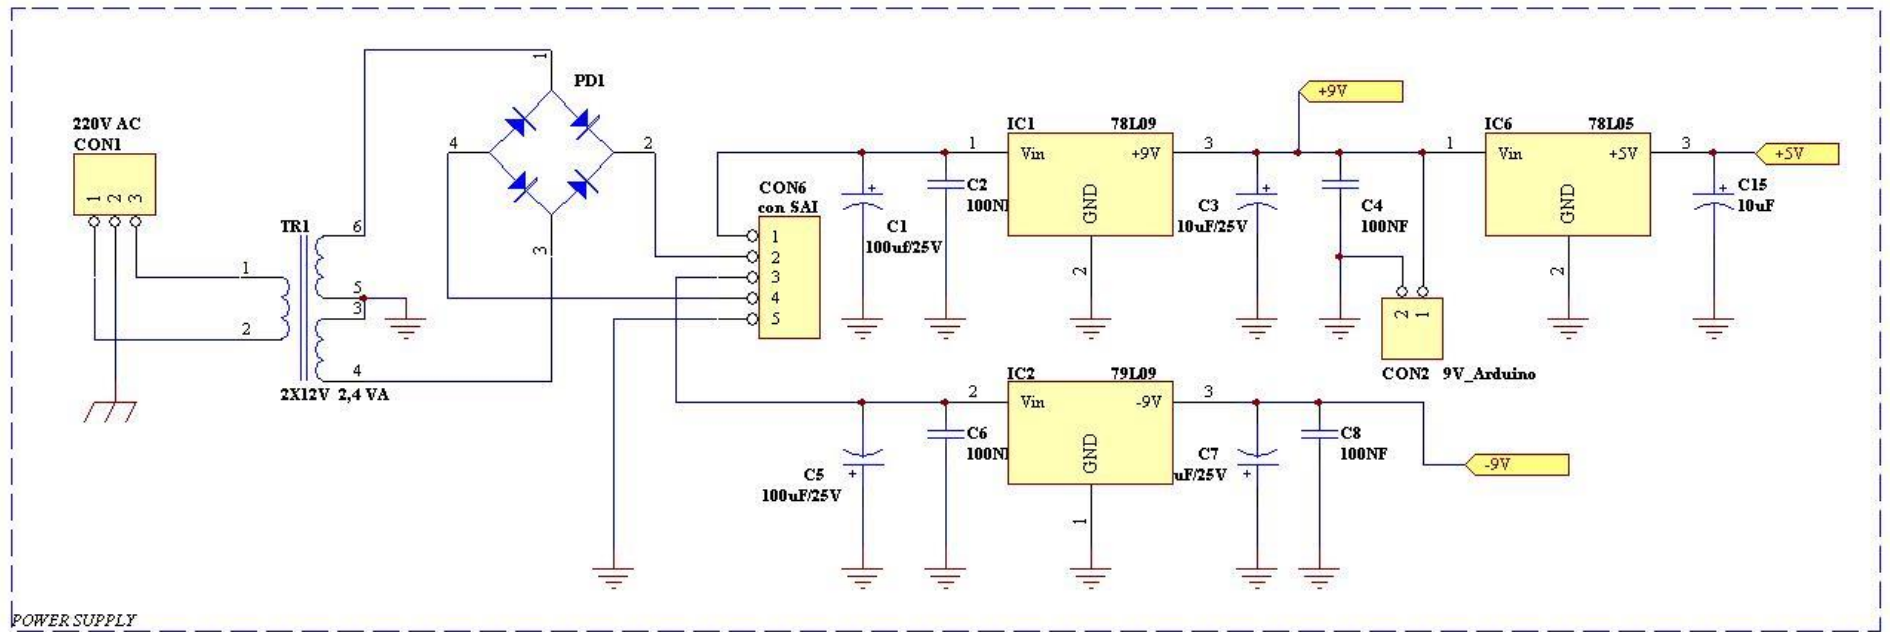 220V AC
CON1
1 2 3
TR1
1
2
6
5
3
4
2X12V 2,4 VA
PD1
1
4
2
3
CON6
con SAI
1
2
3
4
5
C1
100uf/25V
C2
100N
1
IC1 78L09
Vin +9V
GND
2
3
C3
10uF/25V
+9V
C4
100NF
2 1
CON2 9V_Arduino
1
IC6 78L05
Vin +5V
GND
2
3
+5V
C15
10uF
C5
100uF/25V
C6
100N
2
IC2 79L09
Vin -9V
GND
1
3
C7
uF/25V
C8
100NF
-9V
POWER SUPPLY